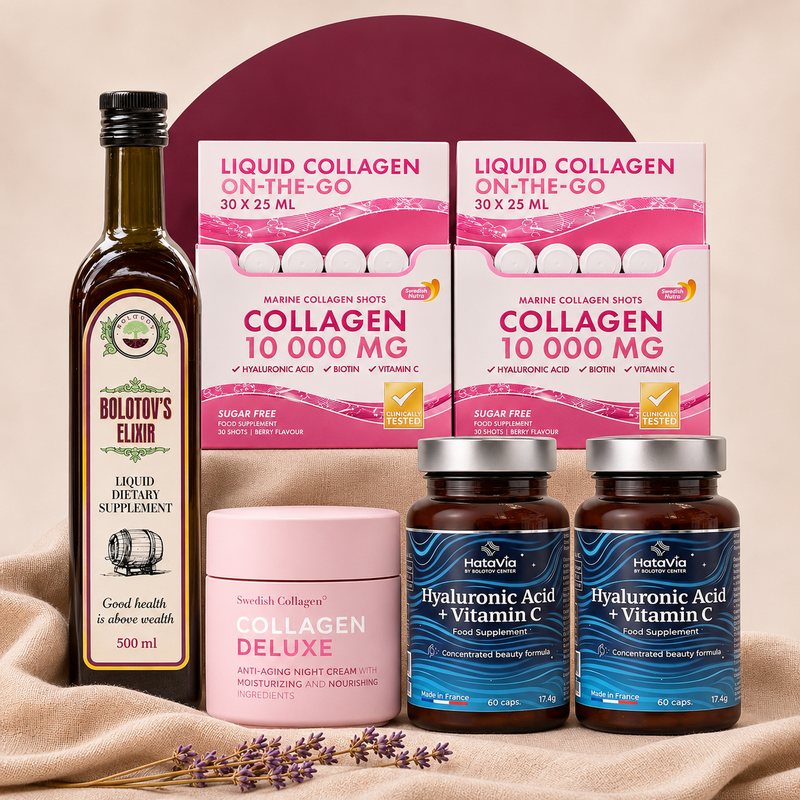 BOLOTOV
BOLOTOV'S
ELIXIR
LIQUID
DIETARY
SUPPLEMENT
Good health
is above wealth
500 ml
LIQUID COLLAGEN
ON-THE-GO
30 X 25 ML
MARINE COLLAGEN SHOTS
Swedish
Nutra
COLLAGEN
10 000 MG
✓ HYALURONIC ACID ✓ BIOTIN ✓ VITAMIN C
SUGAR FREE
FOOD SUPPLEMENT
30 SHOTS | BERRY FLAVOUR
CLINICALLY
TESTED
LIQUID COLLAGEN
ON-THE-GO
30 X 25 ML
MARINE COLLAGEN SHOTS
Swedish
Nutra
COLLAGEN
10 000 MG
✓ HYALURONIC ACID ✓ BIOTIN ✓ VITAMIN C
SUGAR FREE
FOOD SUPPLEMENT
30 SHOTS | BERRY FLAVOUR
CLINICALLY
TESTED
Swedish Collagen
COLLAGEN
DELUXE
ANTI-AGING NIGHT CREAM WITH
MOISTURIZING AND NOURISHING
INGREDIENTS
HataVia
BY BOLOTOV CENTER
Hyaluronic Acid
+ Vitamin C
Food Supplement
Concentrated beauty formula
Made in France
60 caps.
17.4g
HataVia
BY BOLOTOV CENTER
Hyaluronic Acid
+ Vitamin C
Food Supplement
Concentrated beauty formula
Made in France
60 caps.
17.4g